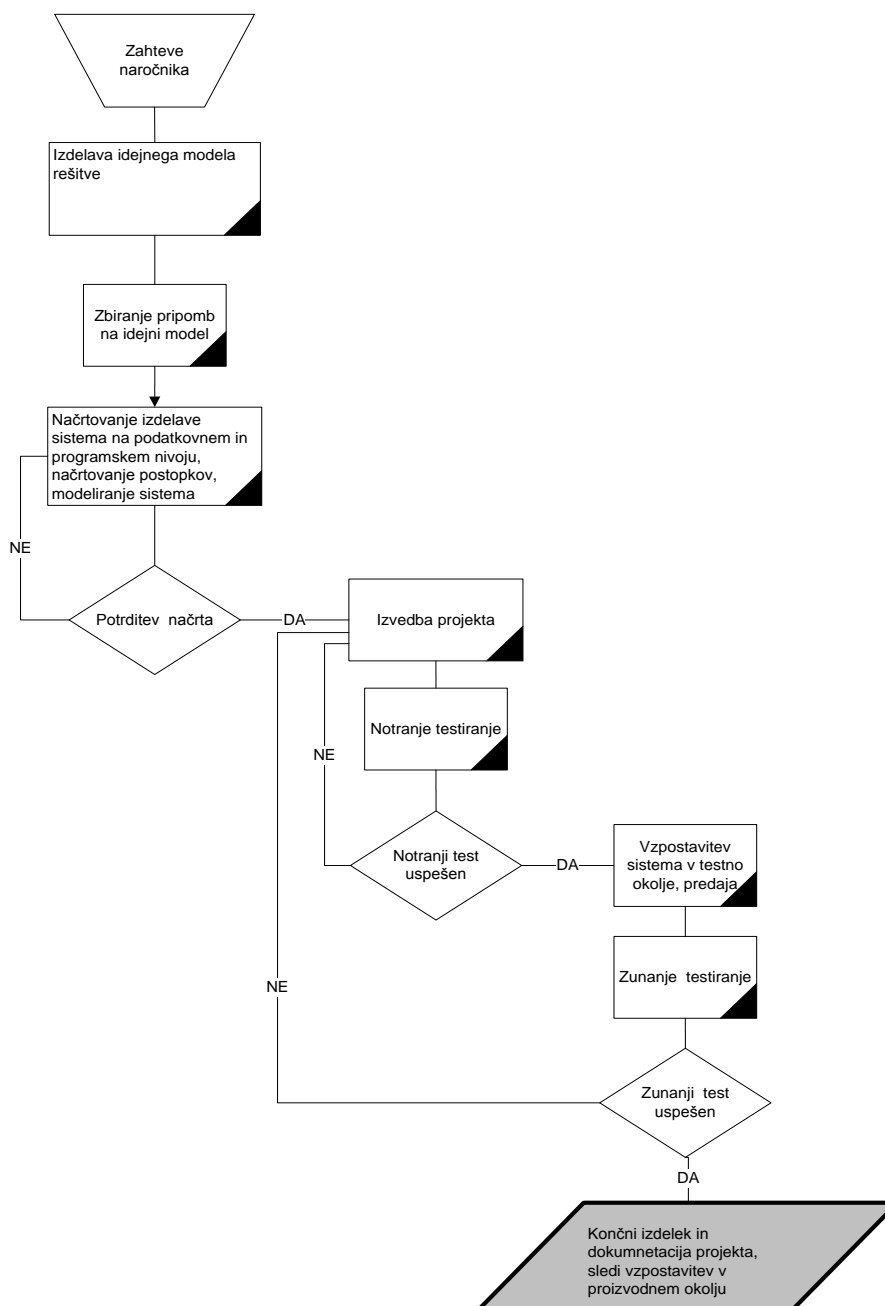 Zahteve
naročnika
Izdelava idejnega modela
rešitve
Zbiranje pripomb
na idejni model
Načrtovanje izdelave
sistema na podatkovnem in
programskem nivoju,
načrtovanje postopkov,
modeliranje sistema
NE
Potrditev načrta
DA
Izvedba projekta
Notranje testiranje
NE
Notranji test
uspešen
DA
Vzpostavitev
sistema v testno
okolje, predaja
Zunanje testiranje
NE
Zunanji test
uspešen
DA
Končni izdelek in
dokumnetacija projekta,
sledi vzpostavitev v
proizvodnem okolju